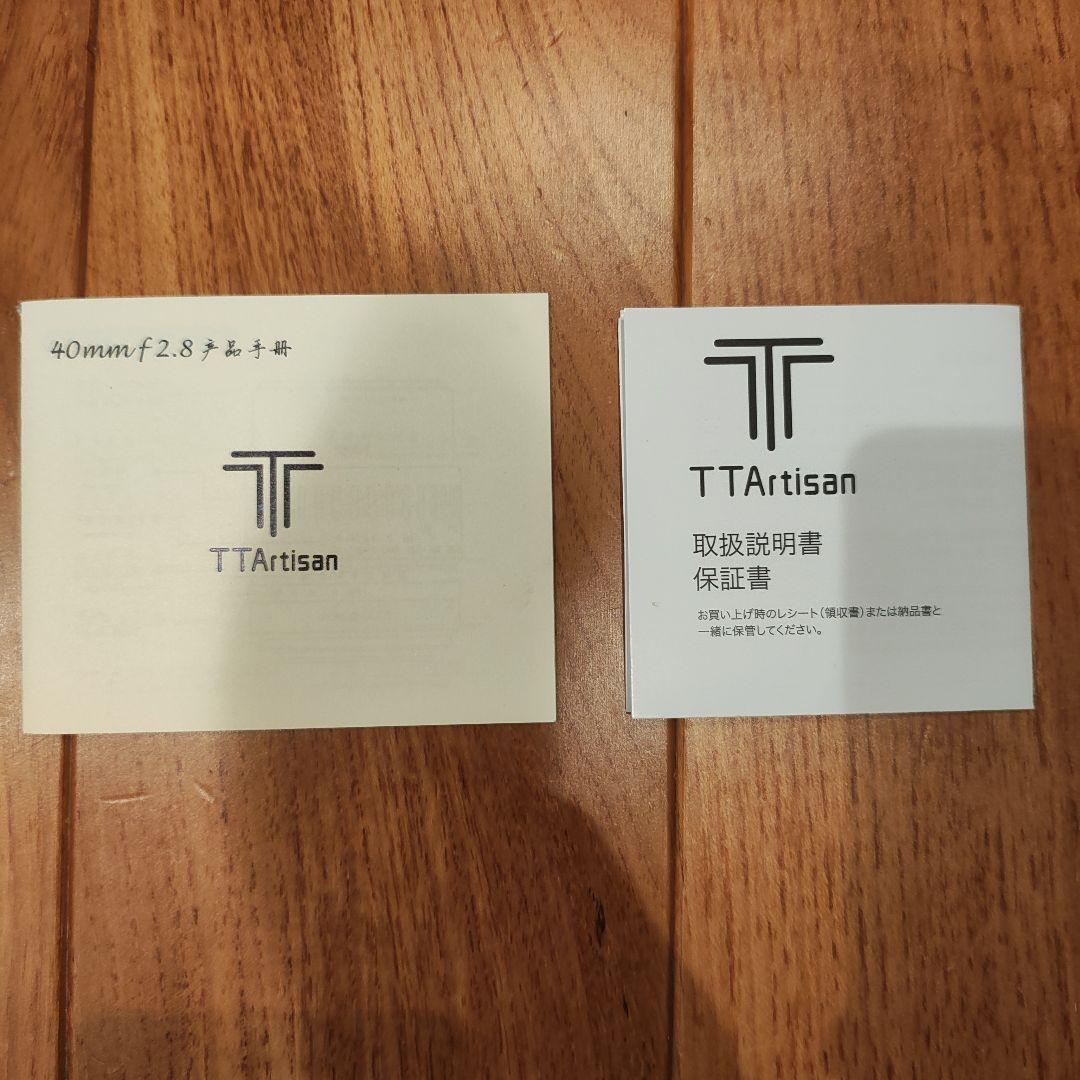 40mm f2.8产品手册
TTArtisan
TTArtisan
取扱説明書
保証書
お買い上げ時のレシート(領収書)または納品書と
一緒に保管してください。